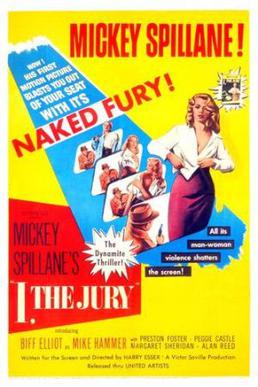 MICKEY SPILLANE!
NOW!
HIS FIRST
MOTION PICTURE
BLASTS YOU OUT
OF YOUR SEAT
WITH ITS
NAKED FURY!
MICKEY
SPILLANE'S
"I, THE JURY"
The
Dynamite
Thriller!
All its
man-woman
violence shatters
the screen!
introducing
BIFF ELLIOT as MIKE HAMMER
with PRESTON FOSTER · PEGGIE CASTLE
MARGARET SHERIDAN · ALAN REED
Written for the Screen and Directed by HARRY ESSEX · A Victor Saville Production
Released thru UNITED ARTISTS